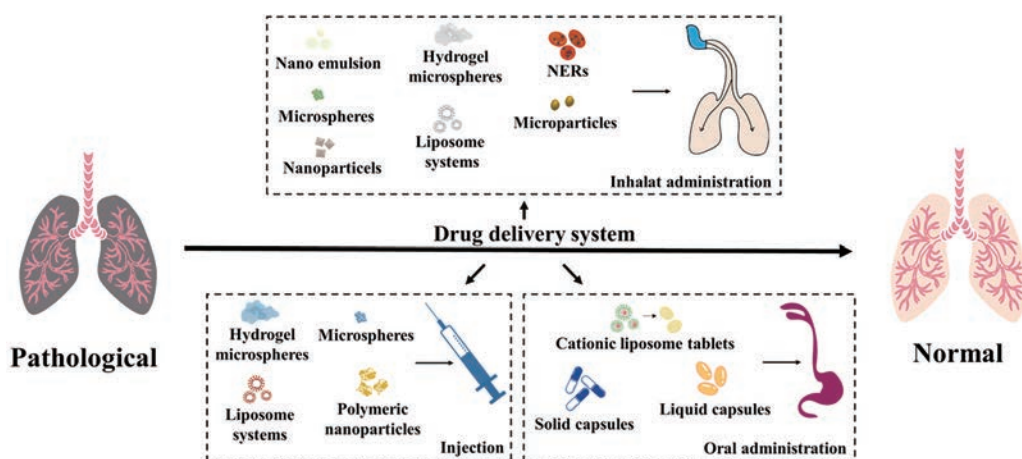 Nano emulsion
Hydrogel
microspheres
NERs
Microspheres
Liposome
systems
Microparticles
Nanoparticels
Inhalat administration
Drug delivery system
Pathological
Normal
Hydrogel
microspheres
Microspheres
Liposome
systems
Polymeric
nanoparticles
Injection
Cationic liposome tablets
Solid capsules
Liquid capsules
Oral administration